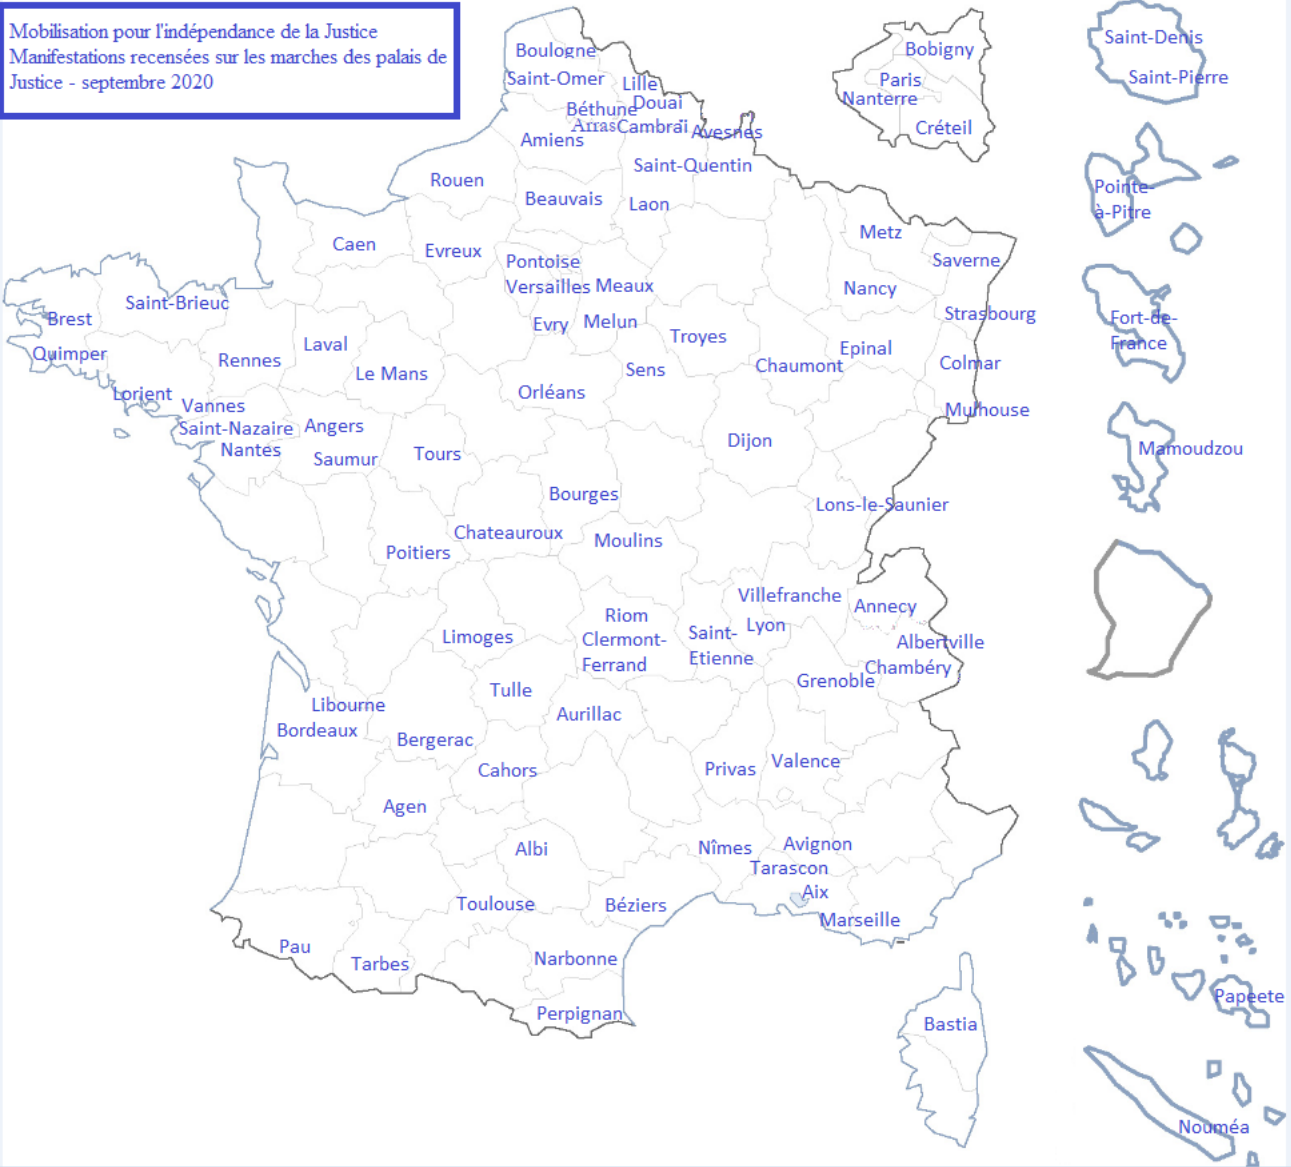 Mobilisation pour l'indépendance de la Justice
Manifestations recensées sur les marches des palais de
Justice - septembre 2020
Boulogne
Saint-Omer
Lille
Douai
Béthune
Arras
Cambrai
Avesnes
Amiens
Saint-Quentin
Rouen
Beauvais
Laon
Caen
Evreux
Pontoise
Versailles
Meaux
Metz
Saverne
Nancy
Strasbourg
Saint-Brieuc
Brest
Quimper
Evry
Melun
Troyes
Laval
Rennes
Le Mans
Epinal
Chaumont
Colmar
Sens
Orléans
Lorient
Vannes
Mulhouse
Saint-Nazaire
Angers
Nantes
Saumur
Tours
Dijon
Bourges
Lons-le-Saunier
Chateauroux
Moulins
Poitiers
Villefranche
Annecy
Riom
Lyon
Clermont-
Ferrand
Saint-
Etienne
Limoges
Albertville
Chambéry
Grenoble
Tulle
Libourne
Bordeaux
Aurillac
Bergerac
Cahors
Privas
Valence
Agen
Albi
Nîmes
Avignon
Tarascon
Aix
Toulouse
Béziers
Marseille
Pau
Tarbes
Narbonne
Perpignan
Bastia
Bobigny
Paris
Nanterre
Créteil
Saint-Denis
Saint-Pierre
Pointe-
à-Pitre
Fort-de-
France
Mamoudzou
Papeete
Nouméa